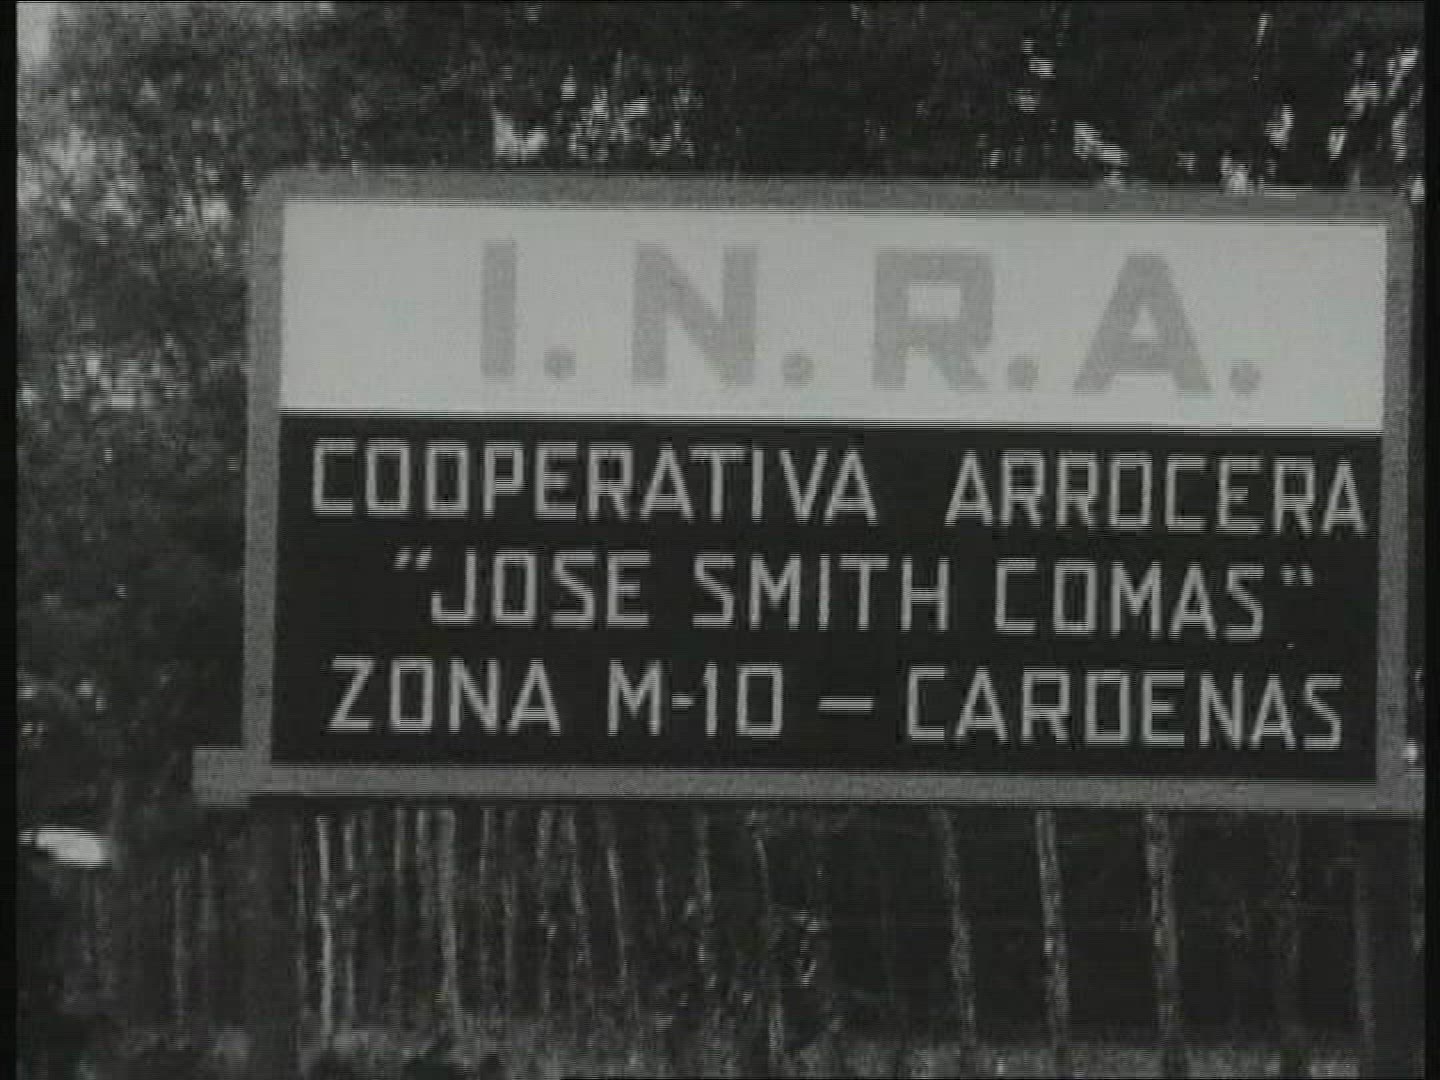 I.N.R.A.
COOPERATIVA ARROCERA
"JOSE SMITH COMAS"
ZONA M-10 — CARDENAS